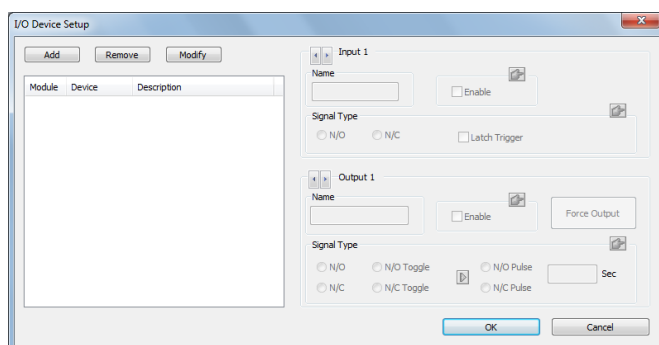 I/O Device Setup
Add Remove Modify
Module Device Description
Input 1
Name
Enable
Signal Type
N/O N/C Latch Trigger
Output 1
Name
Enable Force Output
Signal Type
N/O N/O Toggle N/O Pulse Sec
N/C N/C Toggle N/C Pulse
OK Cancel